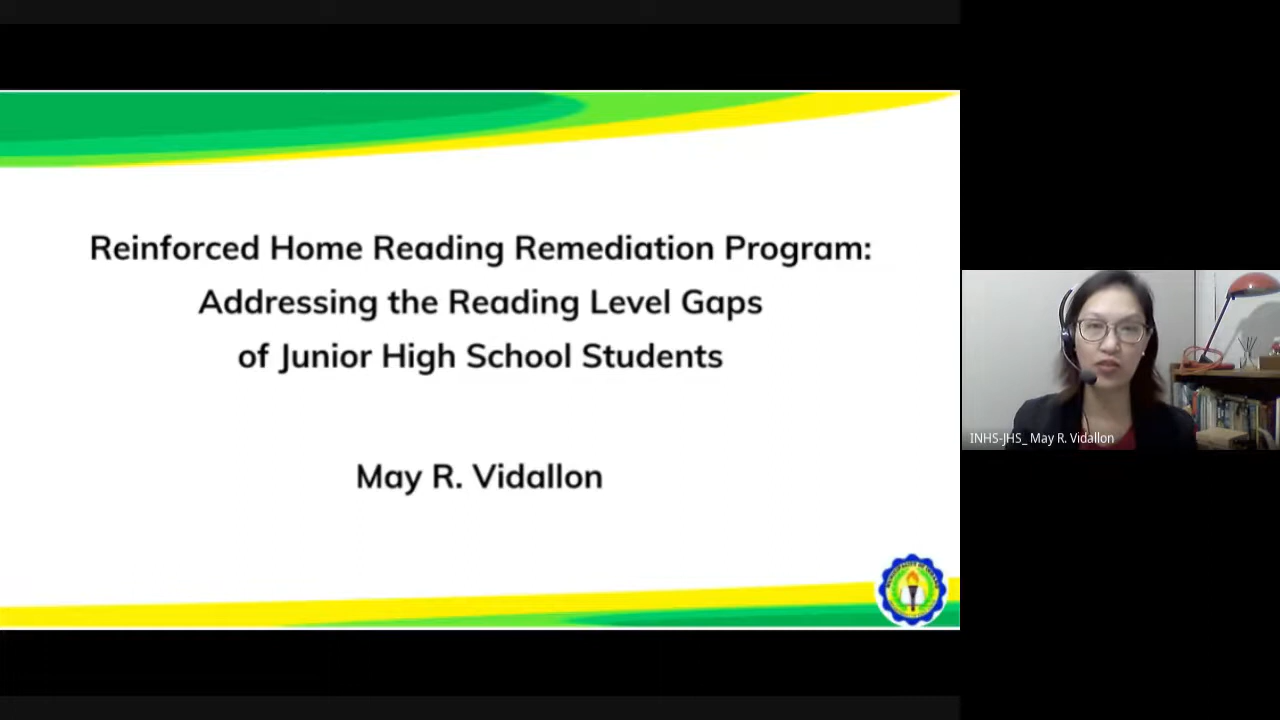 Reinforced Home Reading Remediation Program:
Addressing the Reading Level Gaps
of Junior High School Students
May R. Vidallon
INHS-JHS_ May R. Vidallon